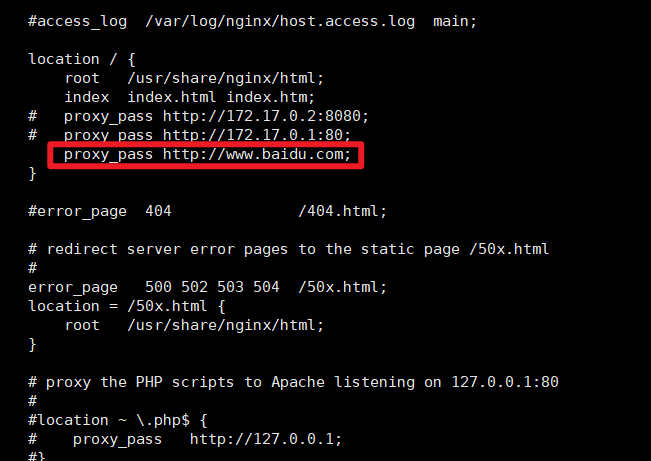 #access_log  /var/log/nginx/host.access.log  main;
location / {
    root   /usr/share/nginx/html;
    index  index.html index.htm;
#   proxy_pass http://172.17.0.2:8080;
#   proxy_pass http://172.17.0.1:80;
    proxy_pass http://www.baidu.com;
}
#error_page  404              /404.html;
# redirect server error pages to the static page /50x.html
#
error_page   500 502 503 504  /50x.html;
location = /50x.html {
    root   /usr/share/nginx/html;
}
# proxy the PHP scripts to Apache listening on 127.0.0.1:80
#
#location ~ \.php$ {
#    proxy_pass   http://127.0.0.1;
#}